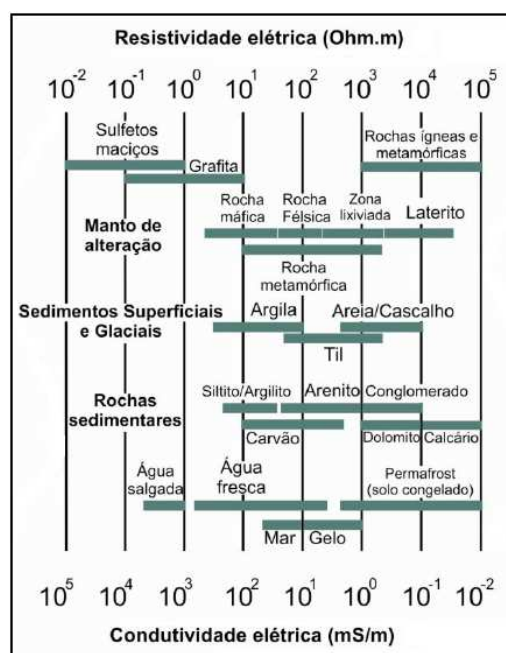 Resistividade elétrica (Ohm.m)
10⁻² 10⁻¹ 10⁰ 10¹ 10² 10³ 10⁴ 10⁵
Sulfetos
maciços
Grafita
Rochas ígneas e
metamórficas
Manto de
alteração
Rocha
máfica
Rocha
Félsica
Zona
lixiviada
Laterito
Rocha
metamórfica
Sedimentos Superficiais
e Glaciais
Argila
Areia/Cascalho
Til
Rochas
sedimentares
Siltito/Argilito
Arenito
Conglomerado
Carvão
Dolomito
Calcário
Água
salgada
Água
fresca
Permafrost
(solo congelado)
Mar Gelo
10⁵ 10⁴ 10³ 10² 10¹ 10⁰ 10⁻¹ 10⁻²
Condutividade elétrica (mS/m)